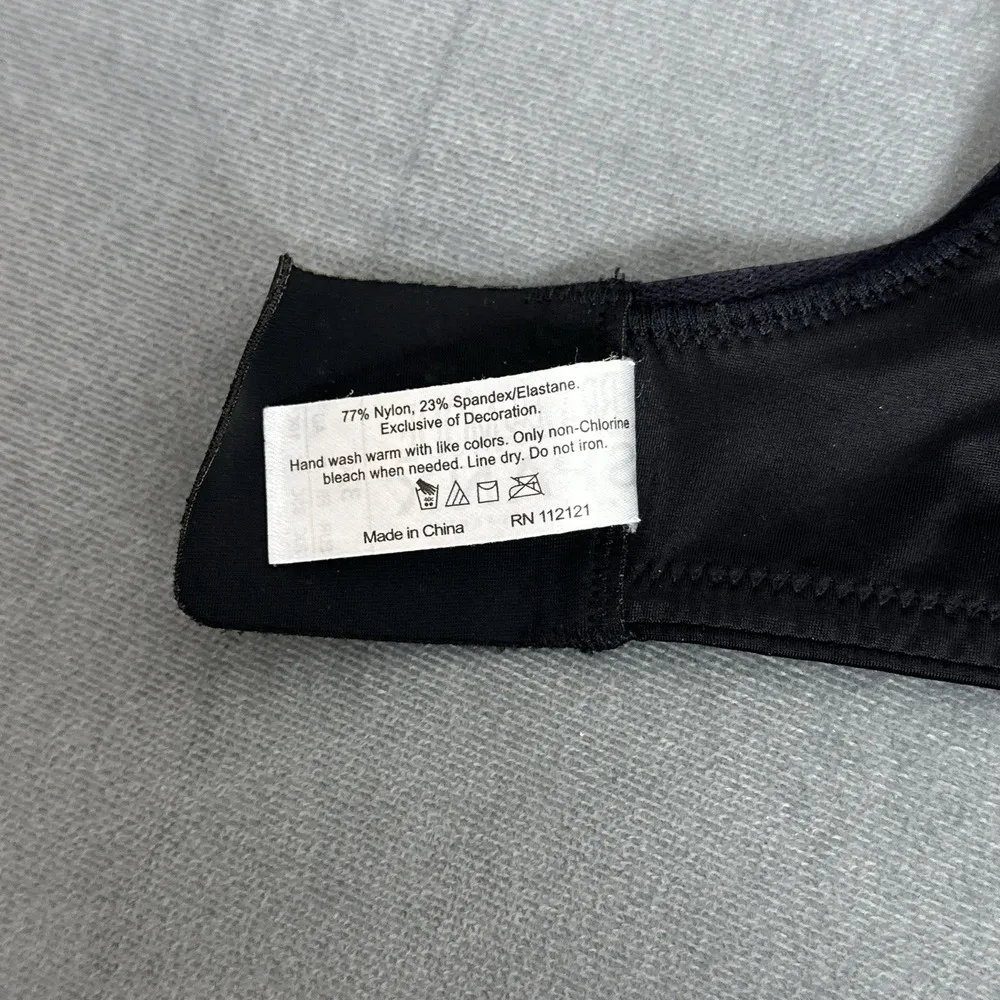 77% Nylon, 23% Spandex/Elastane.
Exclusive of Decoration.
Hand wash warm with like colors. Only non-Chlorine
bleach when needed. Line dry. Do not iron.
Made in China RN 112121